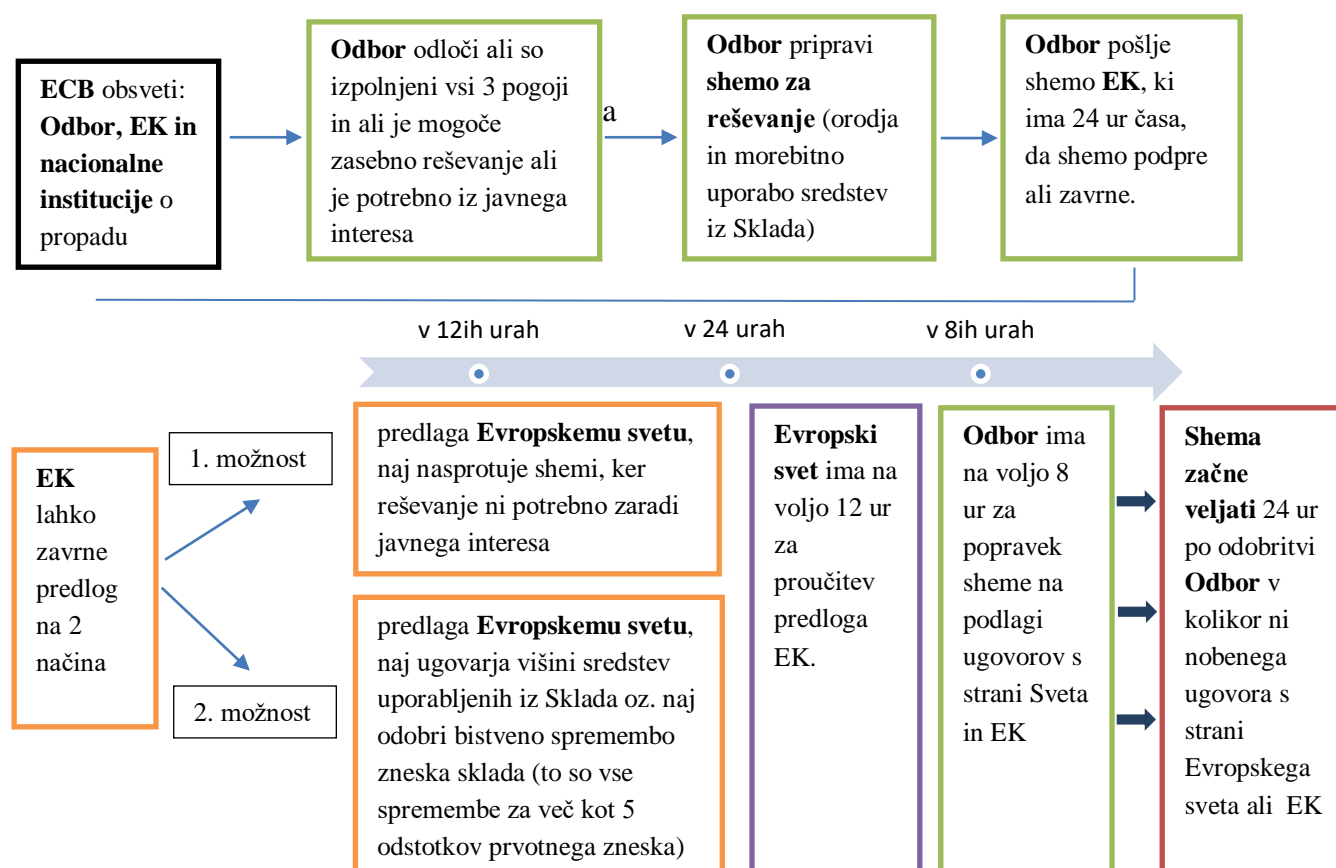 ECB obsveti:
Odbor, EK in
nacionalne
institucije o
propadu
Odbor odloči ali so
izpolnjeni vsi 3 pogoji
in ali je mogoče
zasebno reševanje ali
je potrebno iz javnega
interesa
a
Odbor pripravi
shemo za
reševanje (orodja
in morebitno
uporabo sredstev
iz Sklada)
Odbor pošlje
shemo EK, ki
ima 24 ur časa,
da shemo podpre
ali zavrne.
v 12ih urah
v 24 urah
v 8ih urah
EK
lahko
zavrne
predlog
na 2
načina
1. možnost
2. možnost
predlaga Evropskemu svetu,
naj nasprotuje shemi, ker
reševanje ni potrebno zaradi
javnega interesa
predlaga Evropskemu svetu,
naj ugovarja višini sredstev
uporabljenih iz Sklada oz. naj
odobri bistveno spremembo
zneska sklada (to so vse
spremembe za več kot 5
odstotkov prvotnega zneska)
Evropski
svet ima na
voljo 12 ur
za
proučitev
predloga
EK.
Odbor ima
na voljo 8
ur za
popravek
sheme na
podlagi
ugovorov s
strani Sveta
in EK
Shema
začne
veljati 24 ur
po odobritvi
Odbor v
kolikor ni
nobenega
ugovora s
strani
Evropskega
sveta ali EK